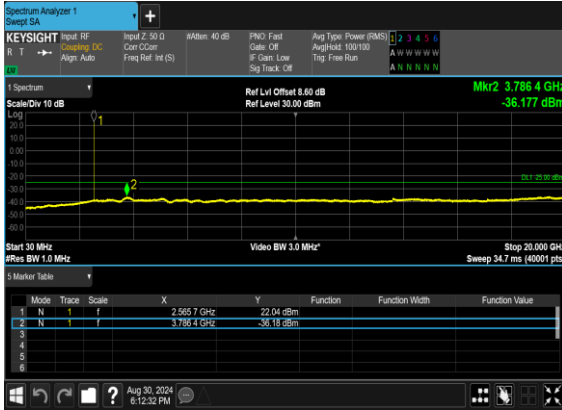 Spectrum Analyzer 1
Swept SA
+
KEYSIGHT Input: RF Input Z: 50 Ω #Atten: 40 dB PNO: Fast Avg Type: Power (RMS) 1 2 3 4 5 6
R T Coupling: DC Corr CCorr Gate: Off Avg|Hold: 100/100 A W W W W W
Align: Auto Freq Ref: Int (S) IF Gain: Low Trig: Free Run
Sig Track: Off A N N N N N
1 Spectrum
Ref Lvl Offset 8.60 dB Mkr2 3.786 4 GHz
Scale/Div 10 dB Ref Level 30.00 dBm -36.177 dBm
Log
20.0
10.0
0.00
-10.0
-20.0
-30.0
-40.0
-50.0
-60.0
1
2
DL1 -25.00 dBm
Start 30 MHz Video BW 3.0 MHz* Stop 20.000 GHz
#Res BW 1.0 MHz Sweep 34.7 ms (40001 pts)
5 Marker Table
Mode Trace Scale X Y Function Function Width Function Value
1 N 1 f 2.565 7 GHz 22.04 dBm
2 N 1 f 3.786 4 GHz -36.18 dBm
3
4
5
6
? Aug 30, 2024
6:12:32 PM